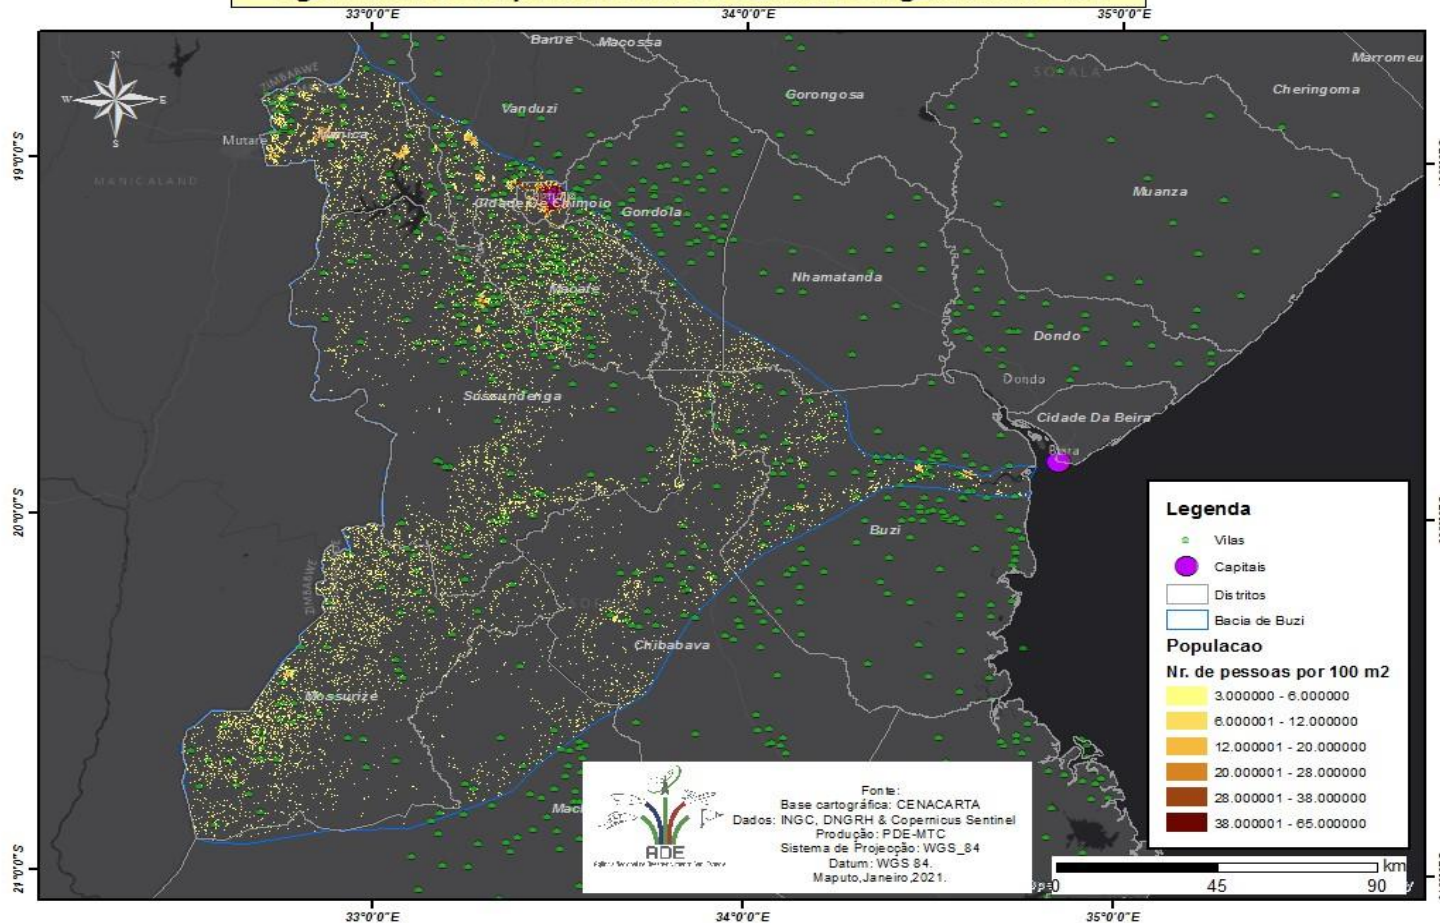 33°0'0"E 34°0'0"E 35°0'0"E
Barue Macossa
Marromeu
N
W E
S
ZIMBABWE
SOFALA
Cheringoma
Gorongosa
Vanduzi
Mutare
Manica
19°0'0"S
MANICALAND
Muanza
Cidade De Chimoio
Gondola
Nhamatanda
Macate
Dondo
Dondo
Sussundenga
Cidade Da Beira
Beira
20°0'0"S
Buzi
ZIMBABWE
Chibabava
Mossurize
21°0'0"S
Legenda
Vilas
Capitais
Distritos
Bacia de Buzi
Populacao
Nr. de pessoas por 100 m2
3.000000 - 6.000000
6.000001 - 12.000000
12.000001 - 20.000000
20.000001 - 28.000000
28.000001 - 38.000000
38.000001 - 65.000000
ADE
Fonte:
Base cartográfica: CENACARTA
Dados: INGC, DNGRH & Copernicus Sentinel
Produção: PDE-MTC
Sistema de Projecção: WGS_84
Datum: WGS 84.
Maputo,Janeiro,2021.
km
0 45 90
33°0'0"E 34°0'0"E 35°0'0"E